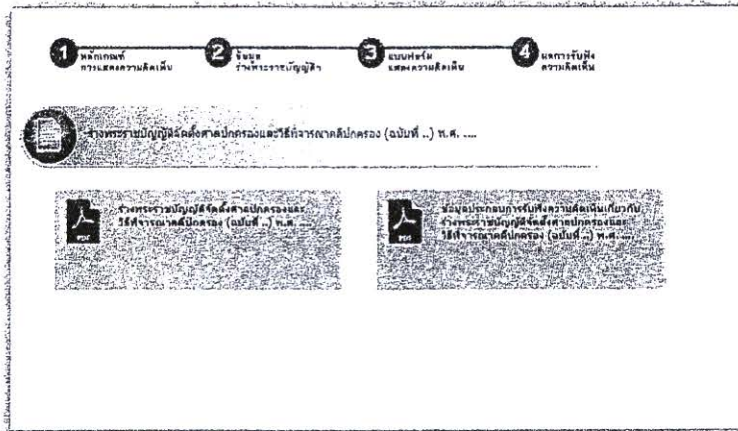 1 หลักเกณฑ์
การแสดงความคิดเห็น
2 ข้อมูล
ร่างพระราชบัญญัติฯ
3 แบบฟอร์ม
แสดงความคิดเห็น
4 ผลการรับฟัง
ความคิดเห็น
ร่างพระราชบัญญัติจัดตั้งศาลปกครองและวิธีพิจารณาคดีปกครอง (ฉบับที่ ..) พ.ศ. ....
PDF
ร่างพระราชบัญญัติจัดตั้งศาลปกครองและ
วิธีพิจารณาคดีปกครอง (ฉบับที่ ..) พ.ศ. ....
PDF
ข้อมูลประกอบการรับฟังความคิดเห็นเกี่ยวกับ
ร่างพระราชบัญญัติจัดตั้งศาลปกครองและ
วิธีพิจารณาคดีปกครอง (ฉบับที่ ..) พ.ศ. ....